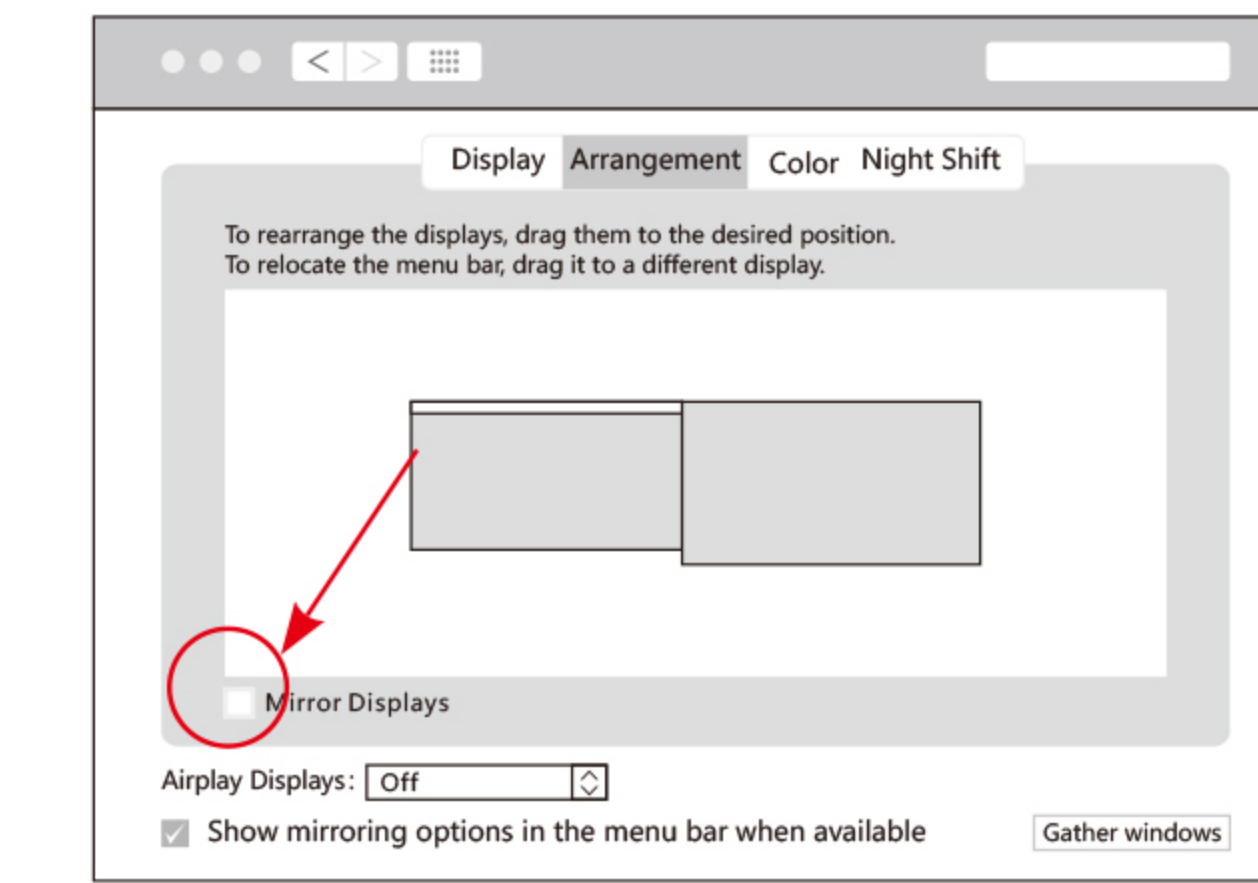 Display Arrangement Color Night Shift
To rearrange the displays, drag them to the desired position.
To relocate the menu bar, drag it to a different display.
Mirror Displays
Airplay Displays: Off
Show mirroring options in the menu bar when available
Gather windows